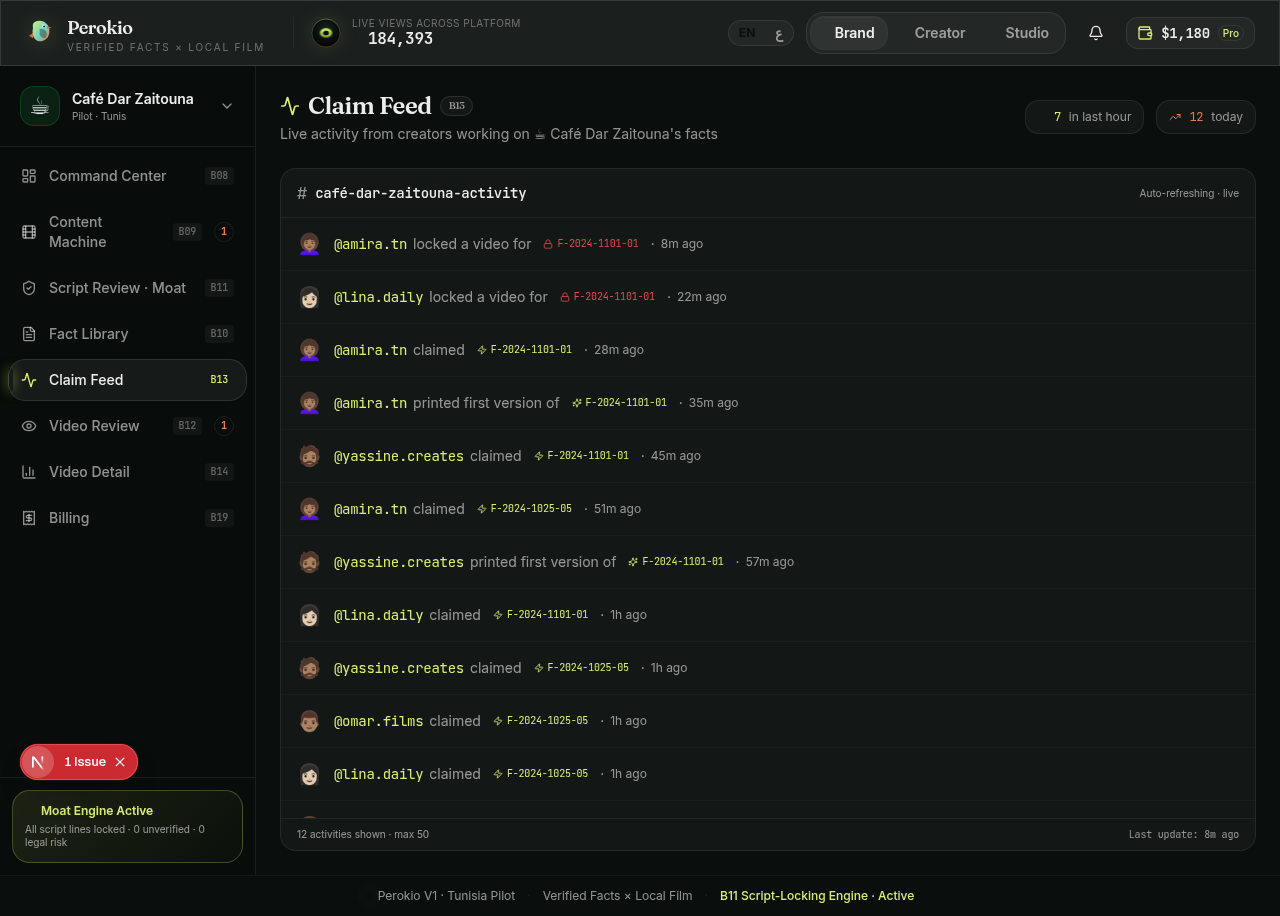 Perokio
VERIFIED FACTS × LOCAL FILM
LIVE VIEWS ACROSS PLATFORM
184,393
EN ع
Brand
Creator
Studio
$1,180 Pro
Café Dar Zaitouna
Pilot · Tunis
Command Center B08
Content Machine B09 1
Script Review · Moat B11
Fact Library B10
Claim Feed B13
Video Review B12 1
Video Detail B14
Billing B19
1 Issue
Moat Engine Active
All script lines locked · 0 unverified · 0
legal risk
Claim Feed B13
Live activity from creators working on ☕ Café Dar Zaitouna's facts
7 in last hour
12 today
# café-dar-zaitouna-activity
Auto-refreshing · live
@amira.tn locked a video for F-2024-1101-01 · 8m ago
@lina.daily locked a video for F-2024-1101-01 · 22m ago
@amira.tn claimed F-2024-1101-01 · 28m ago
@amira.tn printed first version of F-2024-1101-01 · 35m ago
@yassine.creates claimed F-2024-1101-01 · 45m ago
@amira.tn claimed F-2024-1025-05 · 51m ago
@yassine.creates printed first version of F-2024-1101-01 · 57m ago
@lina.daily claimed F-2024-1101-01 · 1h ago
@yassine.creates claimed F-2024-1025-05 · 1h ago
@omar.films claimed F-2024-1025-05 · 1h ago
@lina.daily claimed F-2024-1025-05 · 1h ago
12 activities shown · max 50
Last update: 8m ago
Perokio V1 · Tunisia Pilot · Verified Facts × Local Film · B11 Script-Locking Engine · Active